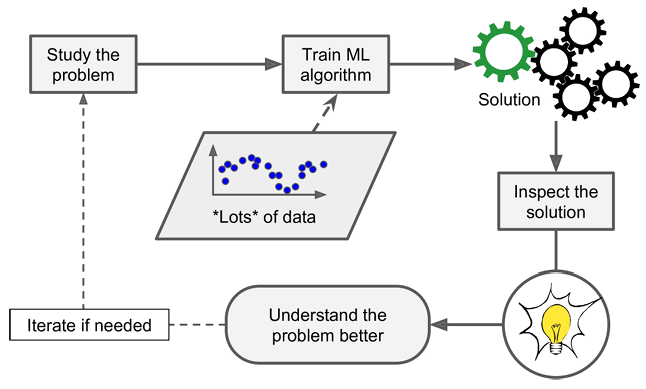 Study the
problem
Train ML
algorithm
Solution
*Lots* of data
Inspect the
solution
Understand the
problem better
Iterate if needed